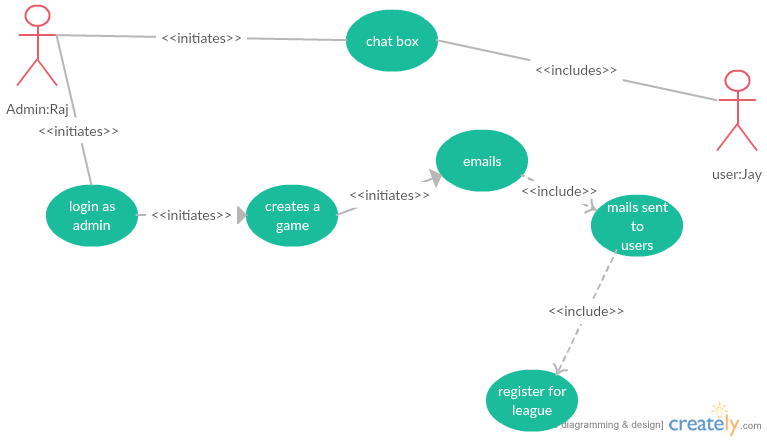 <<initiates>>
chat box
<<includes>>
Admin:Raj
<<initiates>>
user:Jay
emails
<<initiates>>
<<include>>
login as
admin
<<initiates>>
creates a
game
mails sent
to
users
<<include>>
register for
league
diagramming & design]
creately
.com